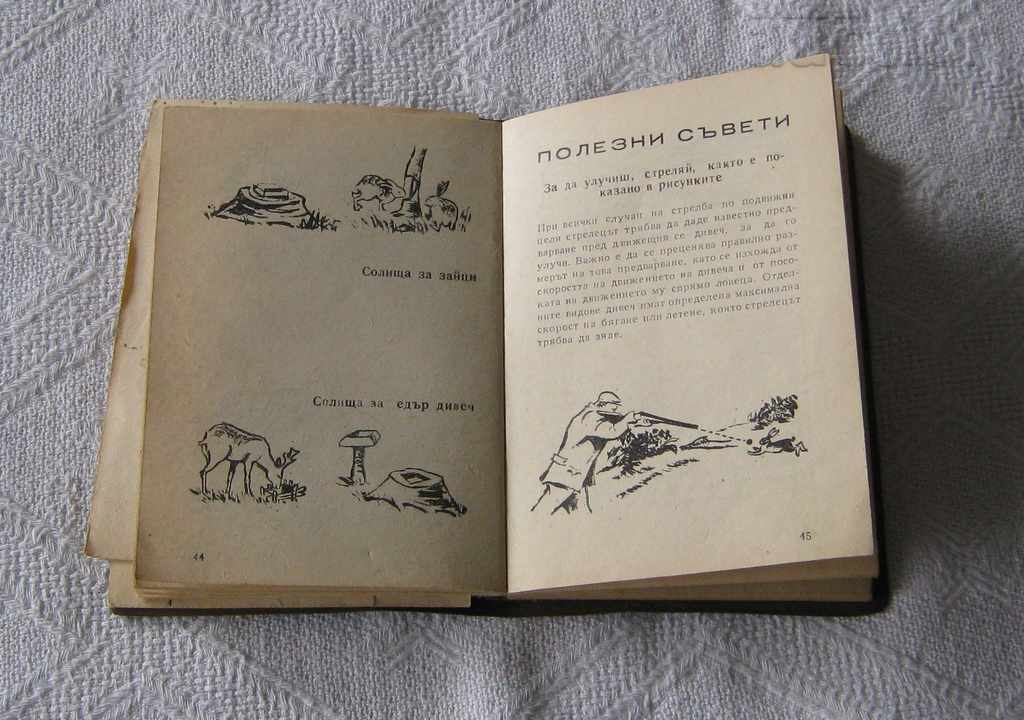 Солища за зайци
Солища за едър дивеч
44
ПОЛЕЗНИ СЪВЕТИ
За да улучиш, стреляй, както е по-
казано в рисунките
При всички случаи на стрелба по подвижни
цели стрелецът трябва да даде известно пред-
варване пред движещия се дивеч, за да го
улучи. Важно е да се преценява правилно раз-
мерът на това предварване, като се изхожда от
скоростта на движението на дивеча и от посо-
ката на движението му спрямо ловеца. Отдел-
ните видове дивеч имат определена максимална
скорост на бягане или летене, която стрелецът
трябва да знае.
45